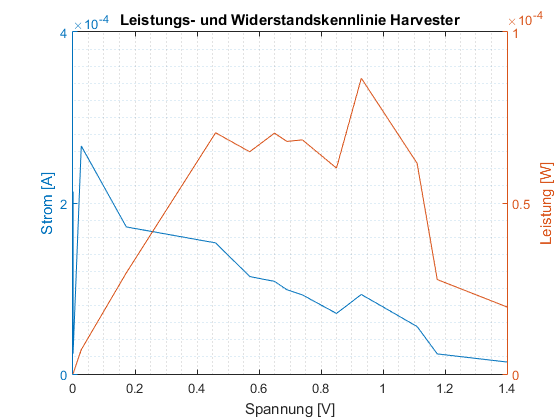 Leistungs- und Widerstandskennlinie Harvester
×10⁻⁴
×10⁻⁴
4
2
0
Strom [A]
1
0.5
0
Leistung [W]
0 0.2 0.4 0.6 0.8 1 1.2 1.4
Spannung [V]